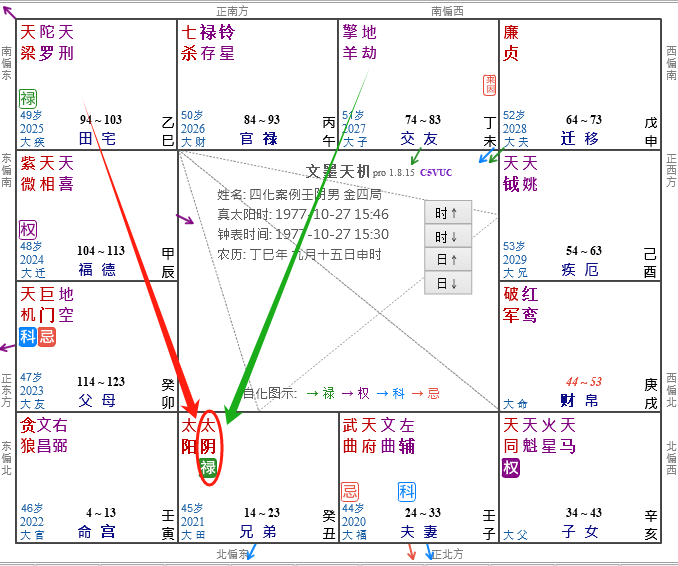 正南方
南偏西
南偏东
天 陀 天
梁 罗 刑
禄
49岁
2025
大疾
94～103
田宅
乙
巳
七 禄 铃
杀 存 星
50岁
2026
大财
84～93
官禄
丙
午
擎 地
羊 劫
来因
51岁
2027
大子
74～83
交友
丁
未
廉
贞
52岁
2028
大夫
64～73
迁移
戊
申
西偏南
东偏南
紫 天 天
微 相 喜
权
48岁
2024
大迁
104～113
福德
甲
辰
文墨天机pro 1.8.15 C5VUC
姓名: 四化案例壬阴男 金四局
真太阳时: 1977-10-27 15:46
钟表时间: 1977-10-27 15:30
农历: 丁巳年 九月十五日申时
时↑
时↓
日↑
日↓
自化图示: →禄 →权 →科 →忌
天 天
钺 姚
53岁
2029
大兄
54～63
疾厄
己
酉
正西方
正东方
天 巨 地
机 门 空
科 忌
47岁
2023
大友
114～123
父母
癸
卯
破 红
军 鸾
44～53
大命
财帛
庚
戌
西偏北
东偏北
贪 文 右
狼 昌 弼
46岁
2022
大官
4～13
命宫
壬
寅
太 太
阳 阴
禄
45岁
2021
大田
14～23
兄弟
癸
丑
武 天 文 左
曲 府 曲 辅
忌
科
44岁
2020
大福
24～33
夫妻
壬
子
天 天 火 天
同 魁 星 马
权
大父
34～43
子女
辛
亥
北偏西
北偏东
正北方